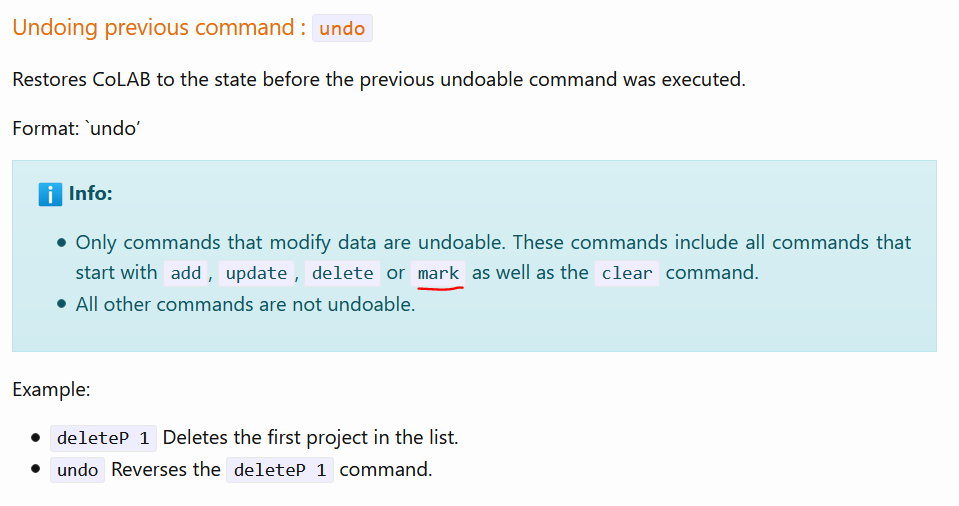 Undoing previous command : undo
Restores CoLAB to the state before the previous undoable command was executed.
Format: `undo’
Info:
Only commands that modify data are undoable. These commands include all commands that
start with add, update, delete or mark as well as the clear command.
All other commands are not undoable.
Example:
deleteP 1 Deletes the first project in the list.
undo Reverses the deleteP 1 command.